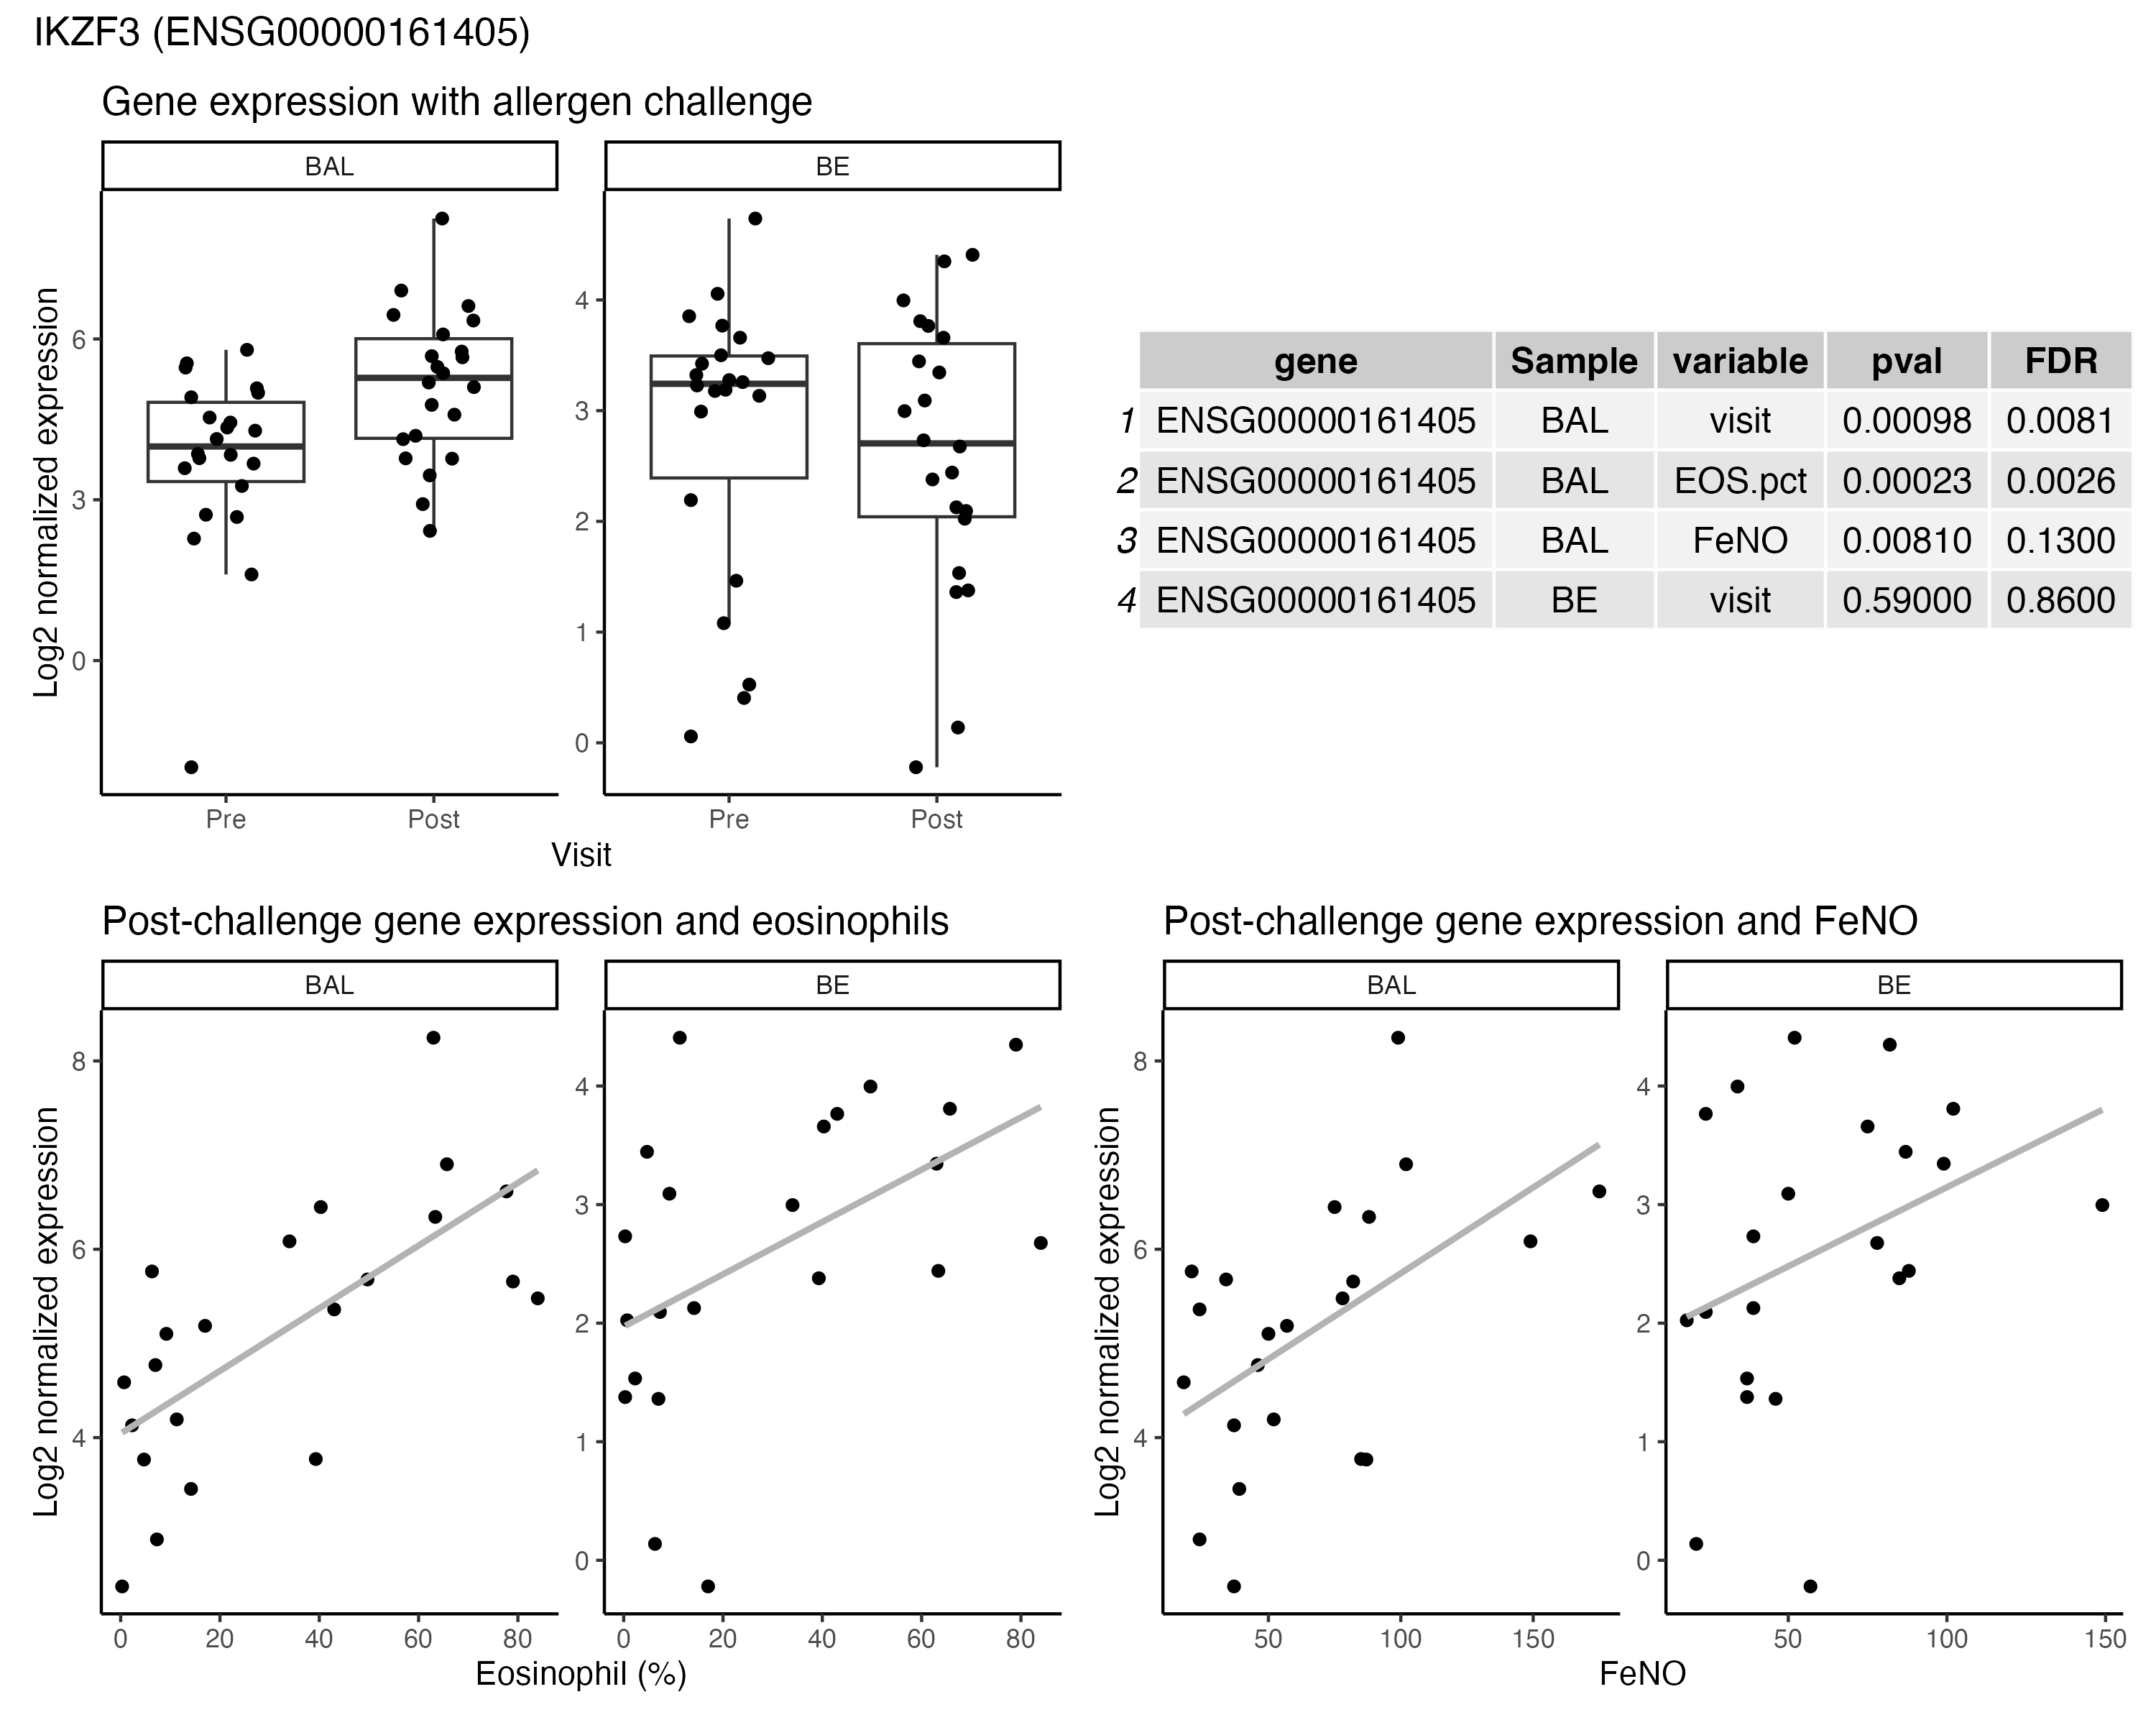 IKZF3 (ENSG00000161405)
Gene expression with allergen challenge
BAL
BE
Log2 normalized expression
6
3
0
4
3
2
1
0
Pre
Post
Pre
Post
Visit
gene Sample variable pval FDR
1 ENSG00000161405 BAL visit 0.00098 0.0081
2 ENSG00000161405 BAL EOS.pct 0.00023 0.0026
3 ENSG00000161405 BAL FeNO 0.00810 0.1300
4 ENSG00000161405 BE visit 0.59000 0.8600
Post-challenge gene expression and eosinophils
BAL
BE
Log2 normalized expression
8
6
4
4
3
2
1
0
0 20 40 60 80
0 20 40 60 80
Eosinophil (%)
Post-challenge gene expression and FeNO
BAL
BE
Log2 normalized expression
8
6
4
4
3
2
1
0
50 100 150
50 100 150
FeNO